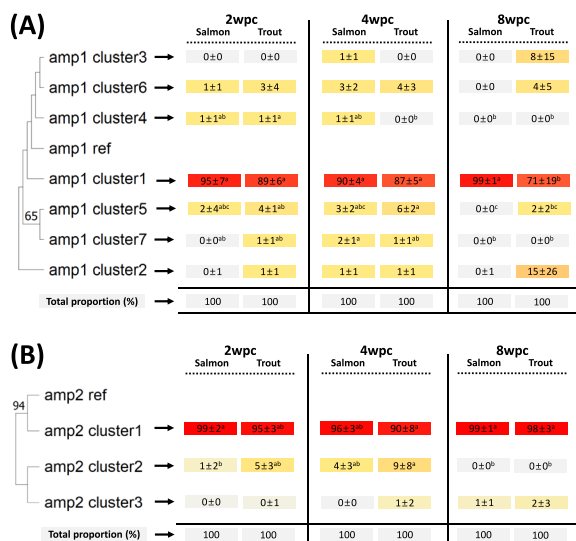 (A)
2wpc 4wpc 8wpc
Salmon Trout Salmon Trout Salmon Trout
amp1 cluster3 0±0 0±0 1±1 0±0 0±0 8±15
amp1 cluster6 1±1 3±4 3±2 4±3 0±0 4±5
amp1 cluster4 1±1ᵃᵇ 1±1ᵃ 1±1ᵃᵇ 0±0ᵇ 0±0ᵇ 0±0ᵇ
amp1 ref
amp1 cluster1 95±7ᵃ 89±6ᵃ 90±4ᵃ 87±5ᵃ 99±1ᵃ 71±19ᵇ
65 amp1 cluster5 2±4ᵃᵇᶜ 4±1ᵃᵇ 3±2ᵃᵇᶜ 6±2ᵃ 0±0ᶜ 2±2ᵇᶜ
amp1 cluster7 0±0ᵃᵇ 1±1ᵃᵇ 2±1ᵃ 1±1ᵃᵇ 0±0ᵇ 0±0ᵇ
amp1 cluster2 0±1 1±1 1±1 1±1 0±1 15±26
Total proportion (%) 100 100 100 100 100 100
(B)
2wpc 4wpc 8wpc
Salmon Trout Salmon Trout Salmon Trout
94 amp2 ref
amp2 cluster1 99±2ᵃ 95±3ᵃᵇ 96±3ᵃᵇ 90±8ᵃ 99±1ᵃ 98±3ᵃ
amp2 cluster2 1±2ᵇ 5±3ᵃᵇ 4±3ᵃᵇ 9±8ᵃ 0±0ᵇ 0±0ᵇ
amp2 cluster3 0±0 0±1 0±0 1±2 1±1 2±3
Total proportion (%) 100 100 100 100 100 100